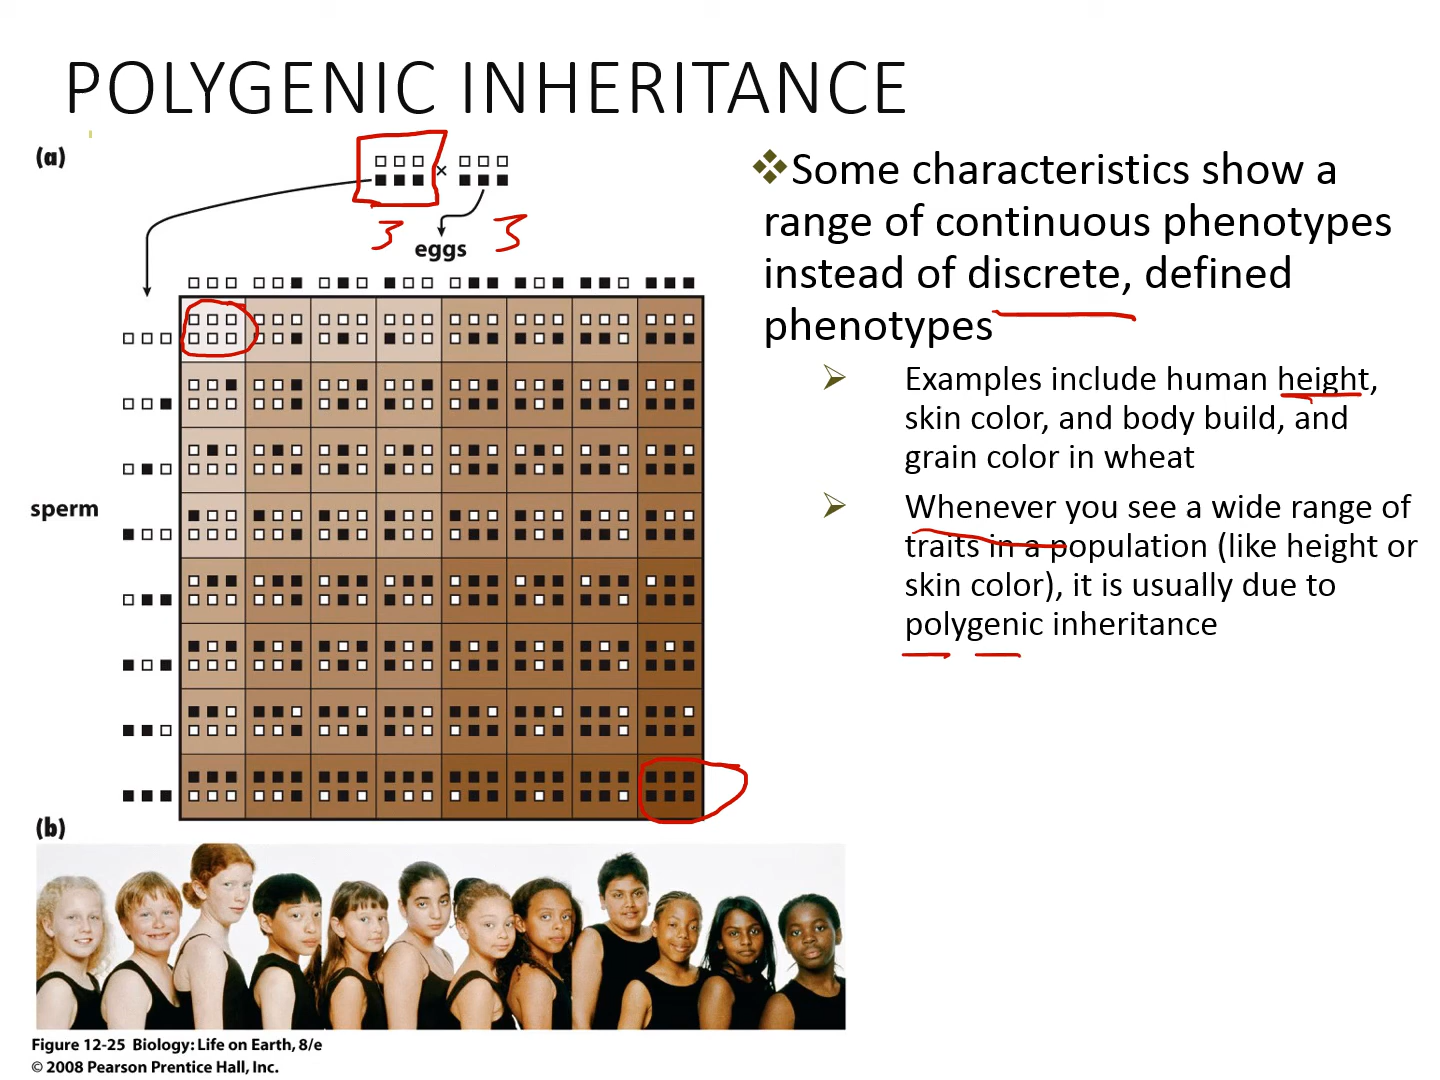 POLYGENIC INHERITANCE
(a)
×
3
3
eggs
sperm
(b)
Figure 12-25 Biology: Life on Earth, 8/e
© 2008 Pearson Prentice Hall, Inc.
Some characteristics show a
range of continuous phenotypes
instead of discrete, defined
phenotypes
Examples include human height,
skin color, and body build, and
grain color in wheat
Whenever you see a wide range of
traits in a population (like height or
skin color), it is usually due to
polygenic inheritance